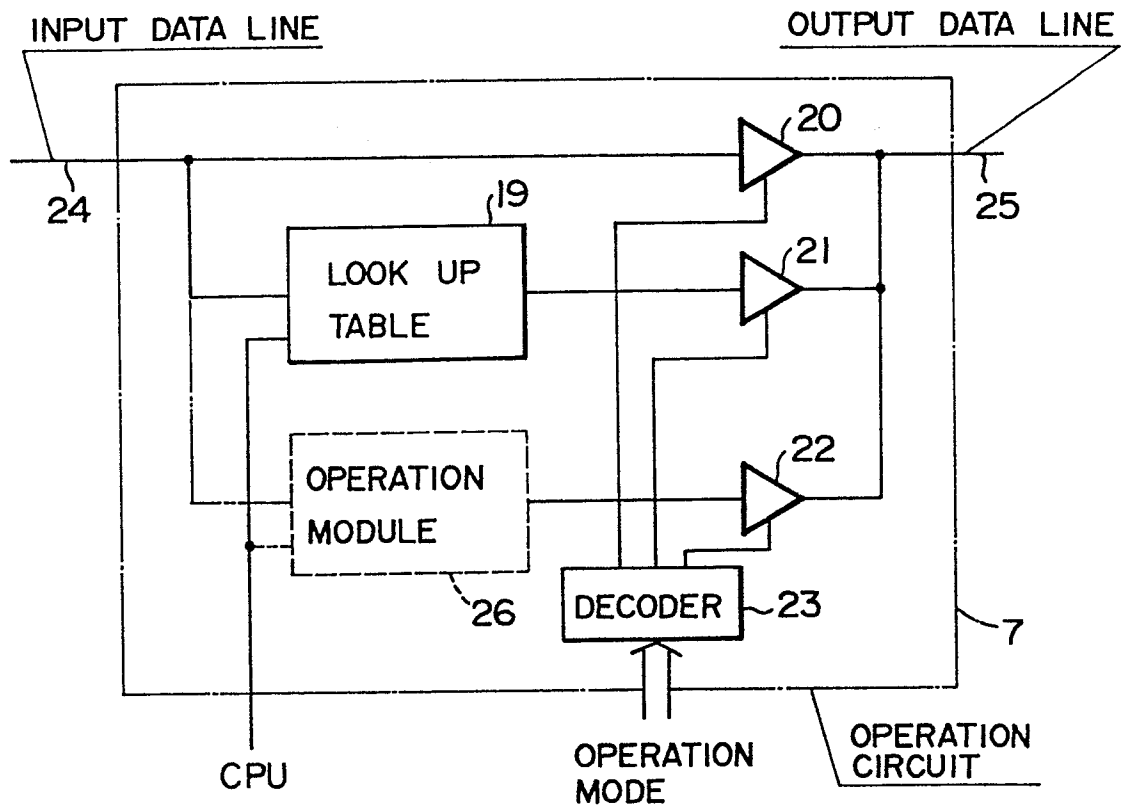 INPUT DATA LINE
OUTPUT DATA LINE
20
24
25
19
LOOK UP
TABLE
21
OPERATION
MODULE
22
26
DECODER
23
7
CPU
OPERATION
MODE
OPERATION
CIRCUIT